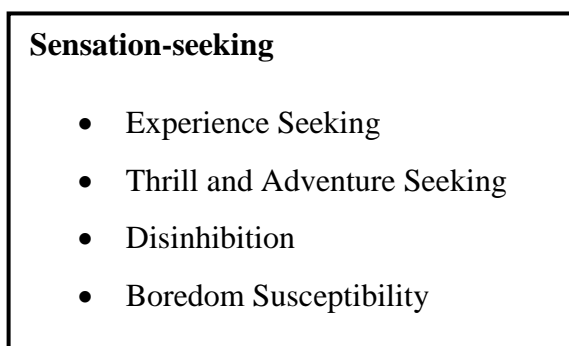 Sensation-seeking
• Experience Seeking
• Thrill and Adventure Seeking
• Disinhibition
• Boredom Susceptibility